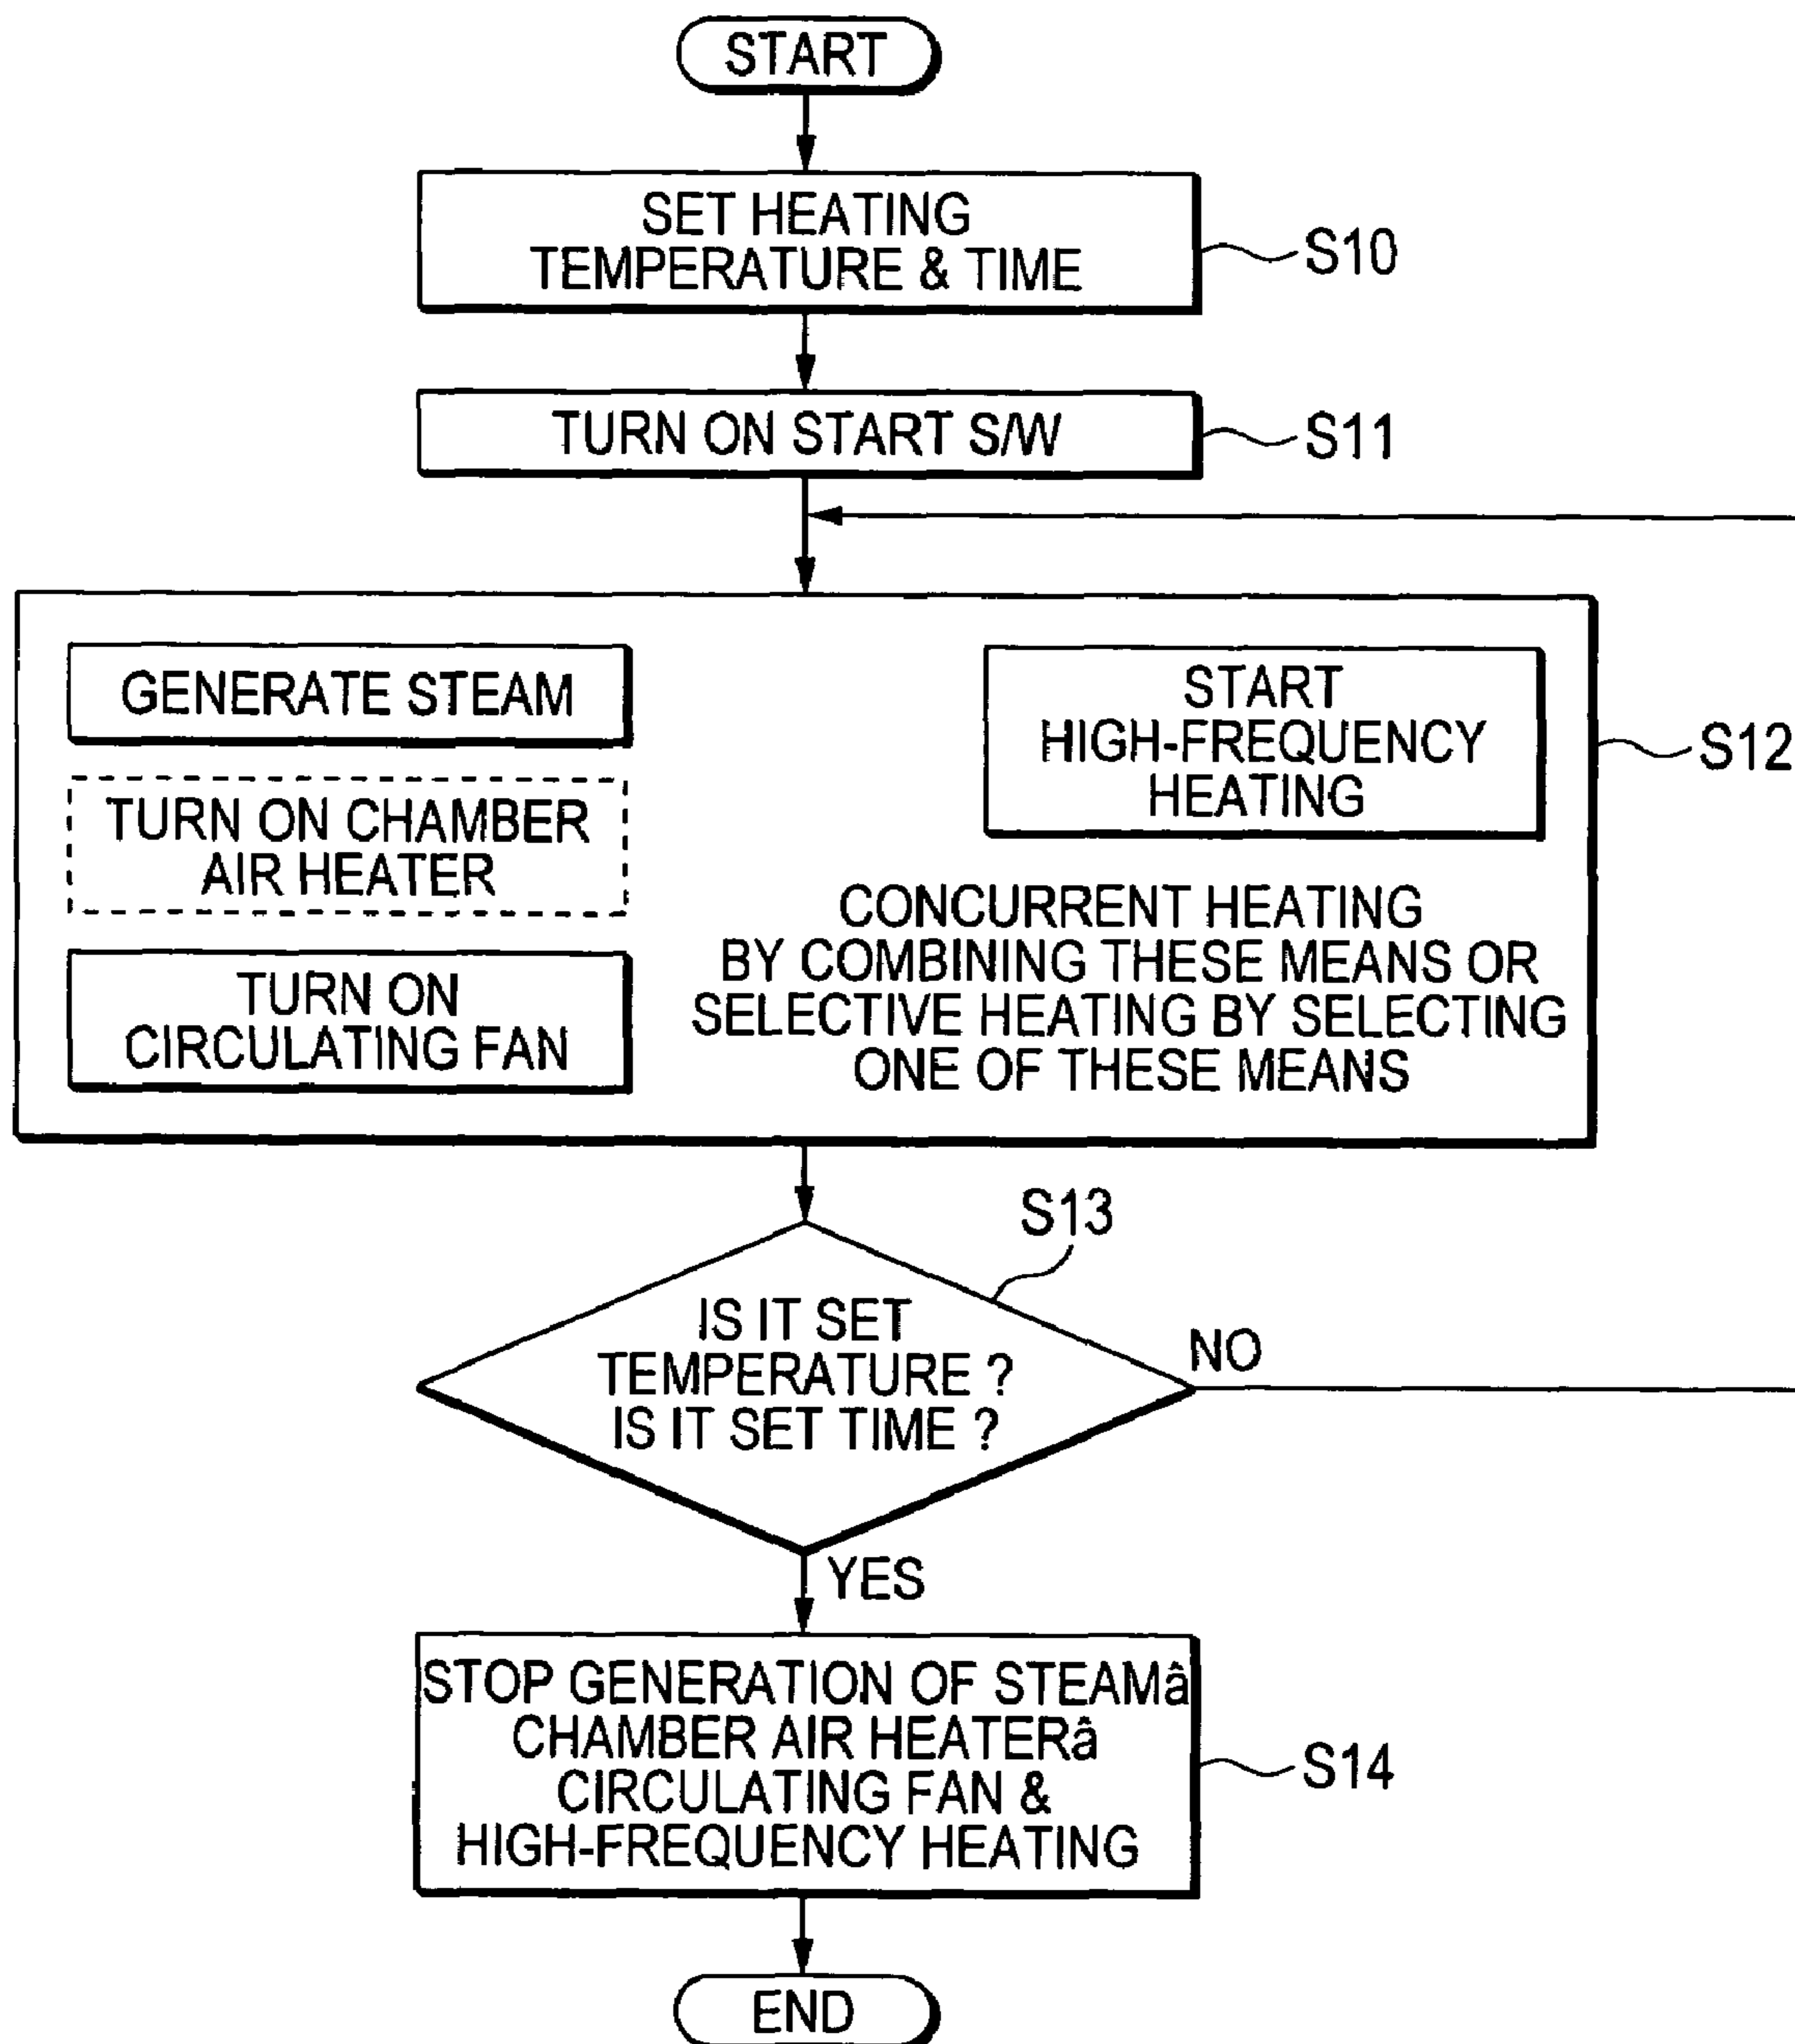 START
SET HEATING
TEMPERATURE & TIME
S10
TURN ON START S/W
S11
GENERATE STEAM
TURN ON CHAMBER
AIR HEATER
TURN ON
CIRCULATING FAN
START
HIGH-FREQUENCY
HEATING
CONCURRENT HEATING
BY COMBINING THESE MEANS OR
SELECTIVE HEATING BY SELECTING
ONE OF THESE MEANS
S12
S13
IS IT SET
TEMPERATURE ?
IS IT SET TIME ?
NO
YES
STOP GENERATION OF STEAMâ
CHAMBER AIR HEATERâ
CIRCULATING FAN &
HIGH-FREQUENCY HEATING
S14
END